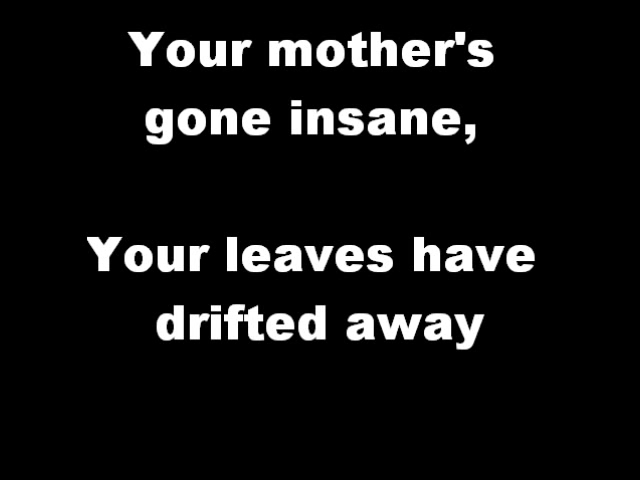 Your mother's
gone insane,
Your leaves have
drifted away